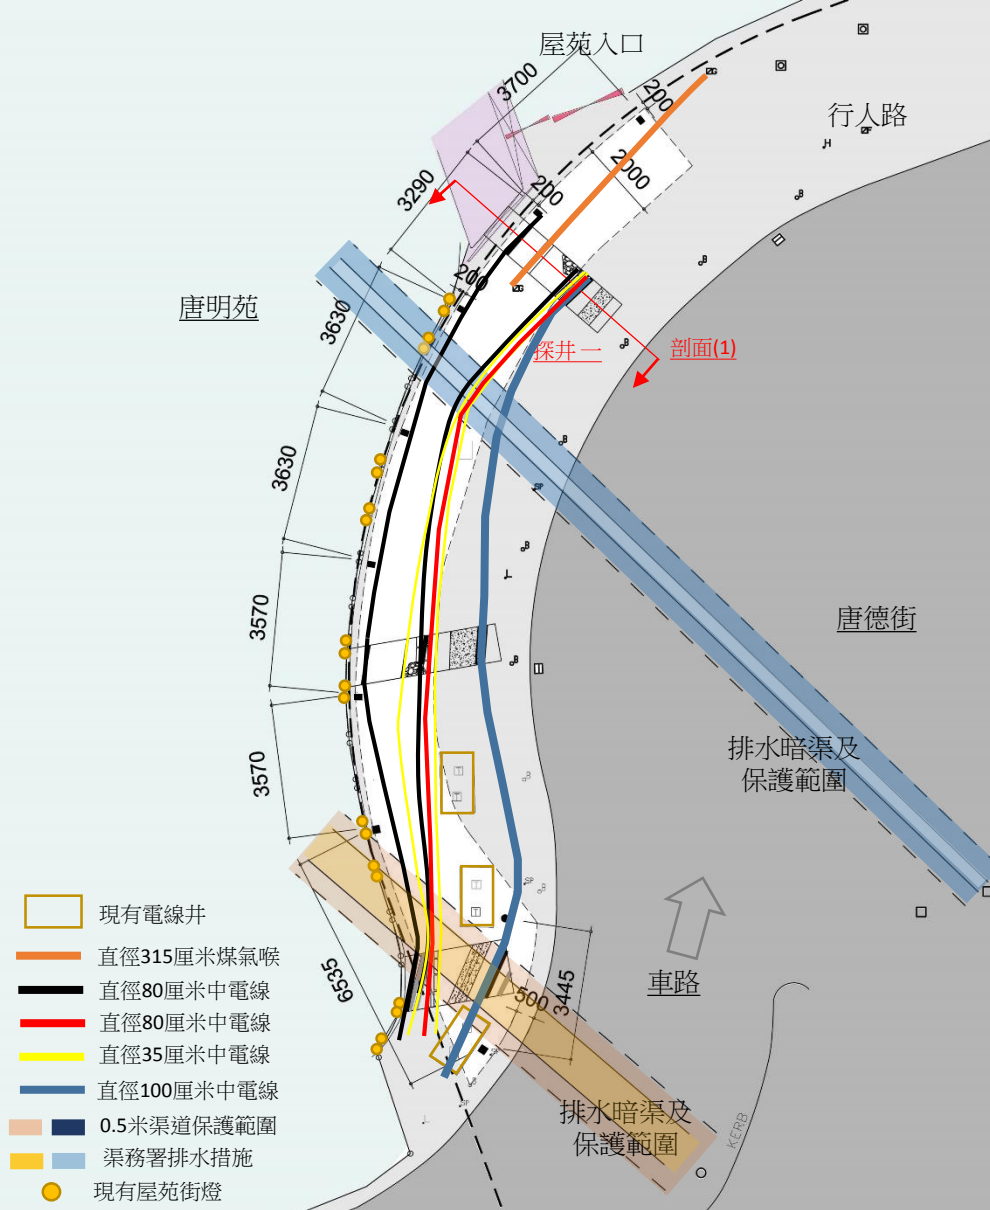 屋苑入口
3700
200
行人路
F
H
G
3290
200
2000
B
200
G
唐明苑
3630
探井一
剖面(1)
B
B
3630
B
SP
B
3570
唐德街
B
3570
排水暗渠及
保護範圍
B
SP
B
現有電線井
直徑315厘米煤氣喉
直徑80厘米中電線
直徑80厘米中電線
直徑35厘米中電線
直徑100厘米中電線
0.5米渠道保護範圍
渠務署排水措施
現有屋苑街燈
6535
500
3445
車路
SP
B
SP
排水暗渠及
保護範圍
KERB